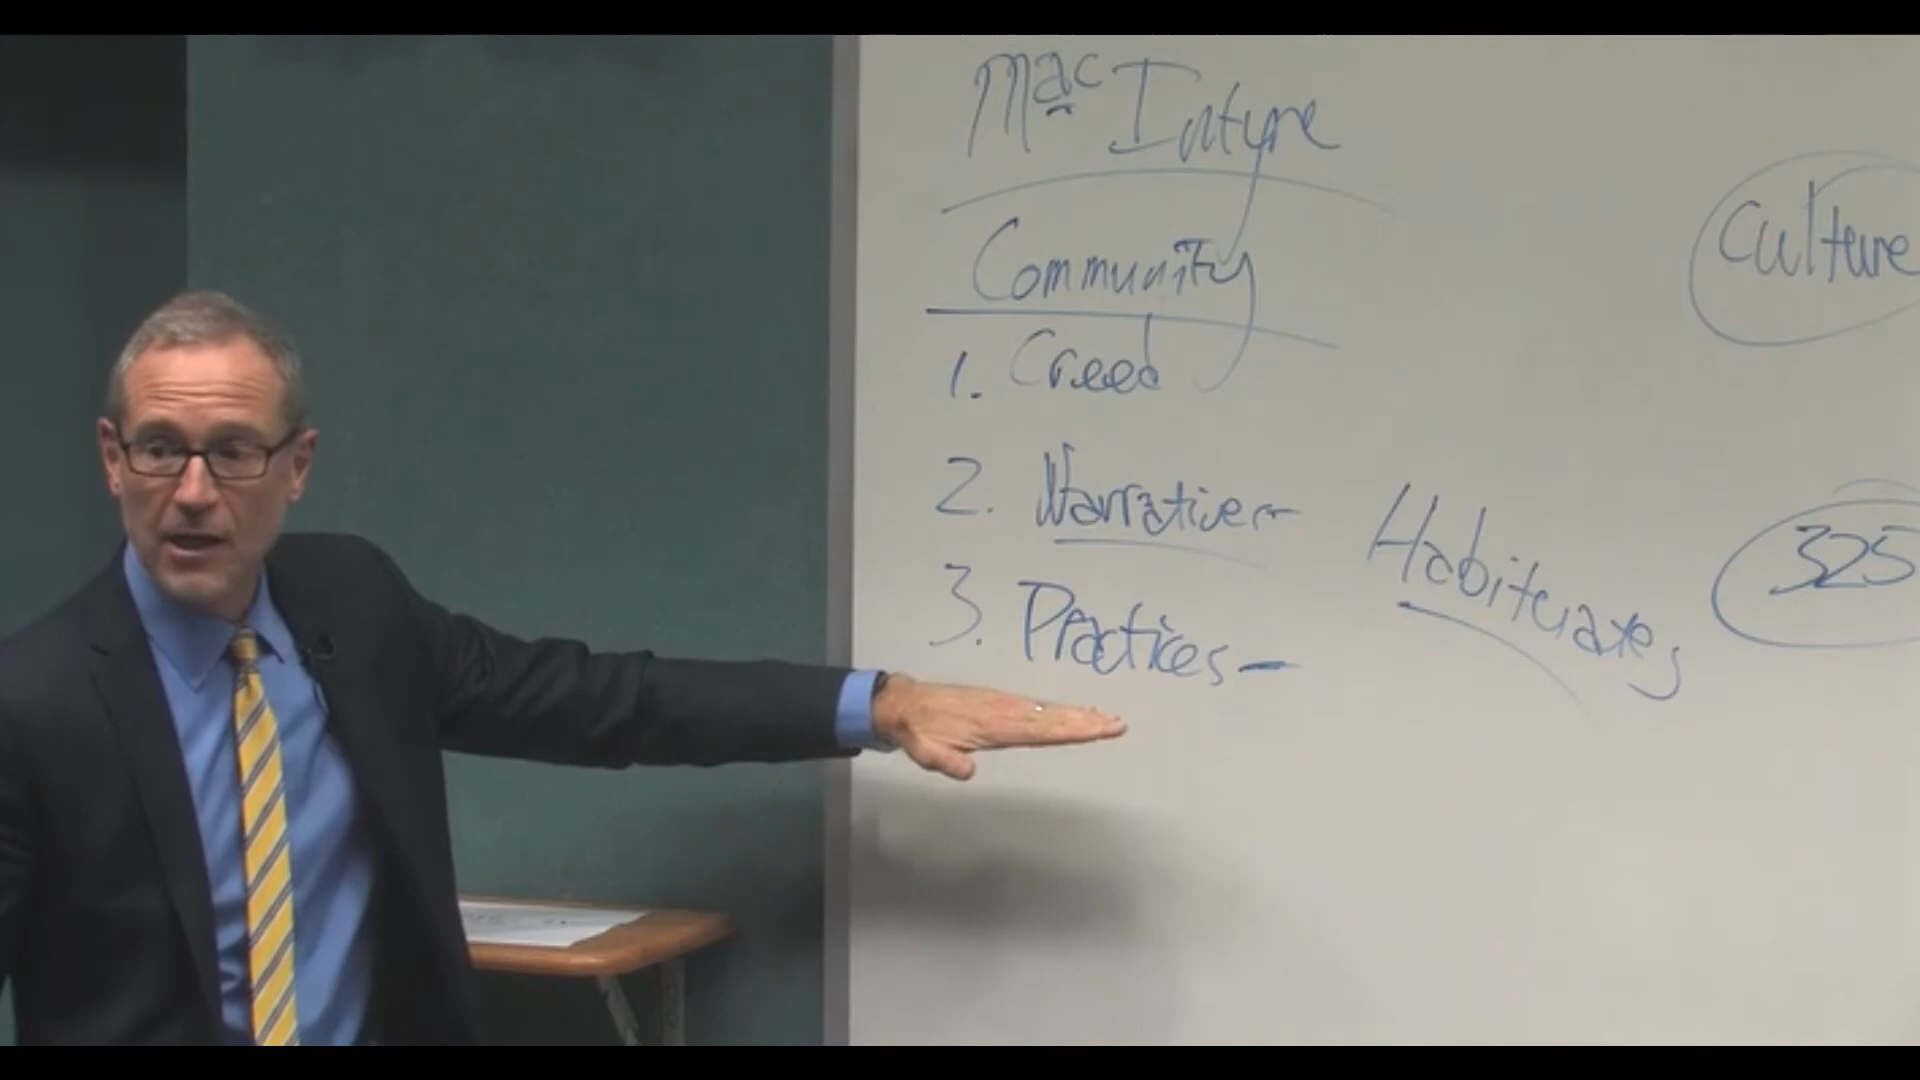 MacIntyre
Community
1. Creed
2. Narrative-
3. Practices-
Habituates
Culture
325